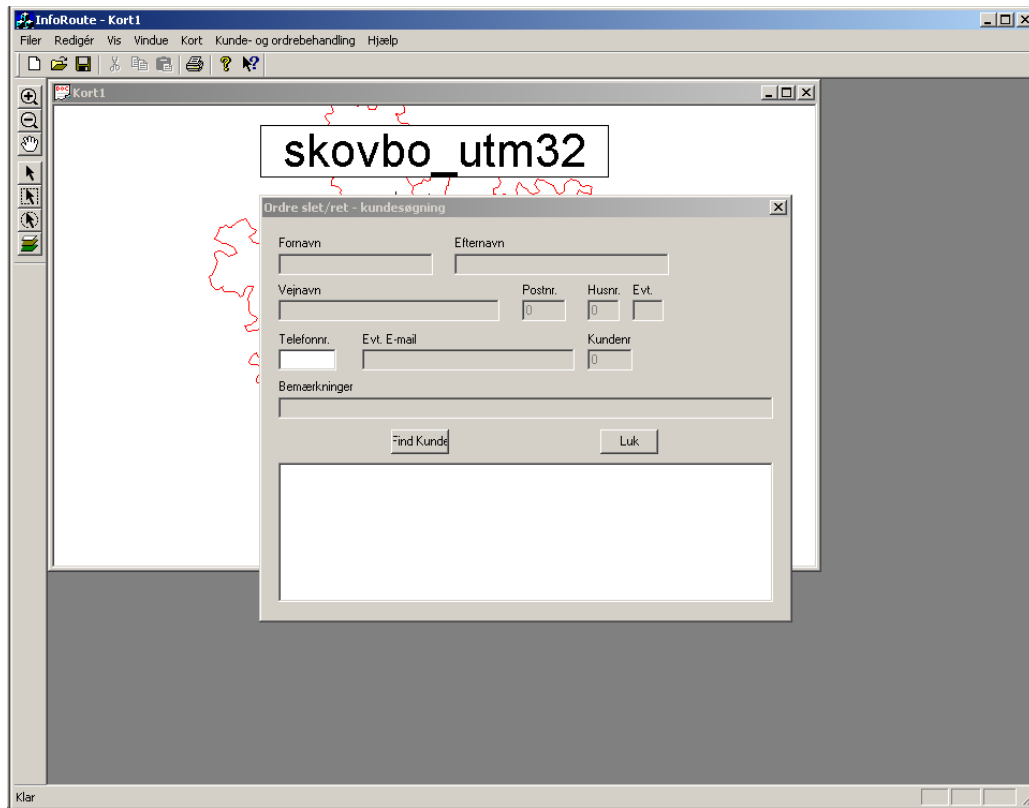 InfoRoute - Kort1
Filer Redigér Vis Vindue Kort Kunde- og ordrebehandling Hjælp
Kort1
skovbo_utm32
Ordre slet/ret - kundesøgning
Fornavn Efternavn
Vejnavn Postnr. Husnr. Evt.
0 0
Telefonnr. Evt. E-mail Kundenr
0
Bemærkninger
Find Kunde Luk
Klar